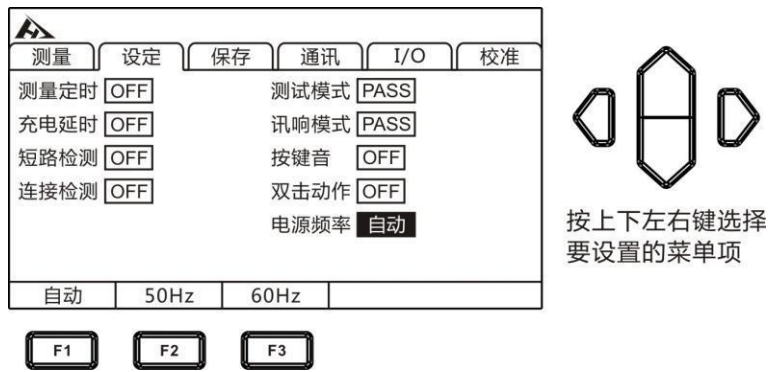 测量 设定 保存 通讯 I/O 校准
测量定时 OFF 测试模式 PASS
充电延时 OFF 讯响模式 PASS
短路检测 OFF 按键音 OFF
连接检测 OFF 双击动作 OFF
电源频率 自动
自动 50Hz 60Hz
F1 F2 F3
按上下左右键选择
要设置的菜单项